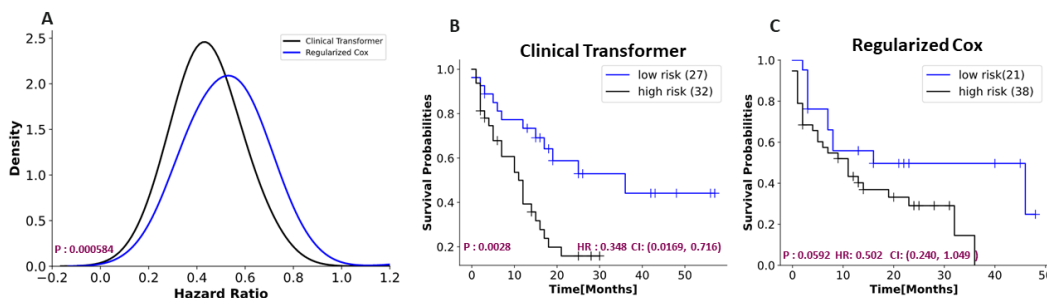 A
2.5
2.0
1.5
1.0
0.5
0.0
Density
Clinical Transformer
Regularized Cox
P : 0.000584
−0.2 0.0 0.2 0.4 0.6 0.8 1.0 1.2
Hazard Ratio
B
Clinical Transformer
low risk (27)
high risk (32)
1.0
0.8
0.6
0.4
0.2
Survival Probabilities
P : 0.0028 HR : 0.348 CI: (0.0169, 0.716)
0 10 20 30 40 50
Time[Months]
C
Regularized Cox
low risk(21)
high risk (38)
1.0
0.8
0.6
0.4
0.2
0.0
Survival Probabilities
P : 0.0592 HR: 0.502 CI: (0.240, 1.049 )
0 10 20 30 40 50
Time[Months]